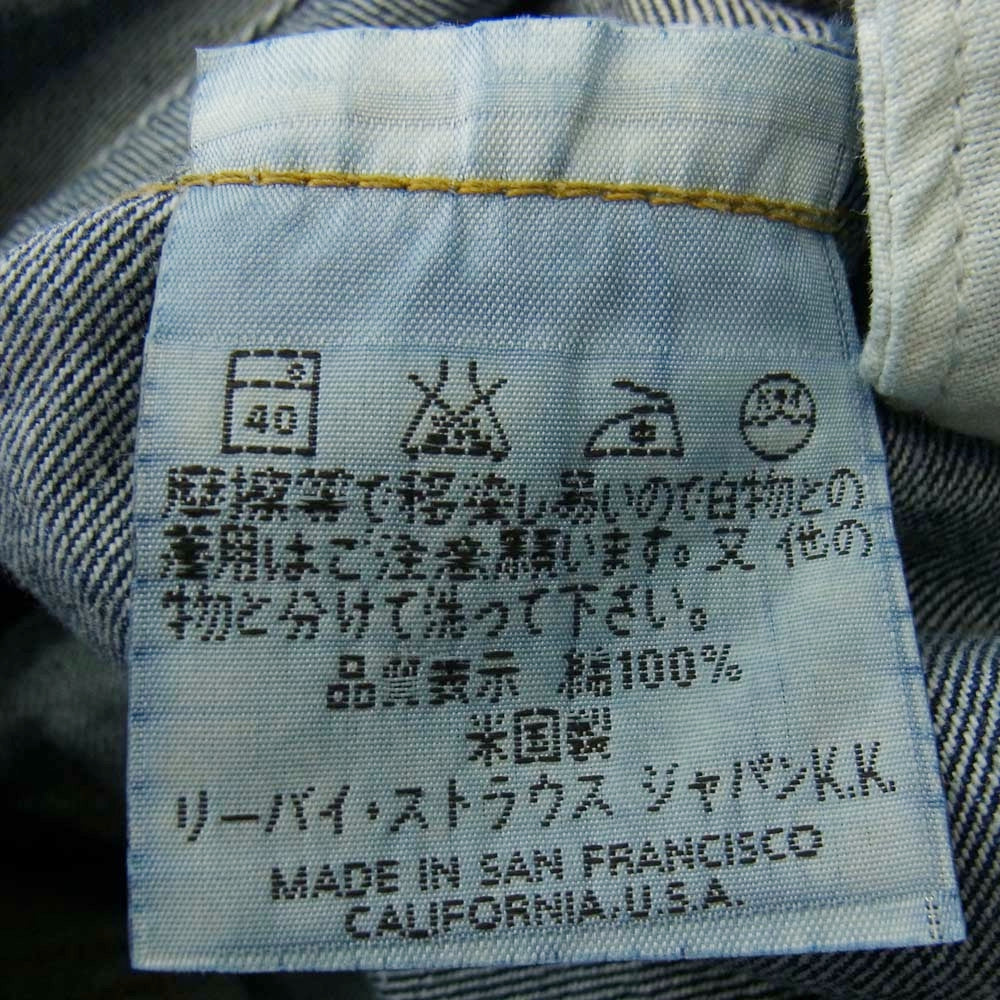 40
摩擦等で移染し易いので白物との
着用はご注意願います。又 他の
物と分けて洗って下さい。
品質表示 綿100%
米国製
リーバイ・ストラウス ジャパンK.K.
MADE IN SAN FRANCISCO
CALIFORNIA,U.S.A.